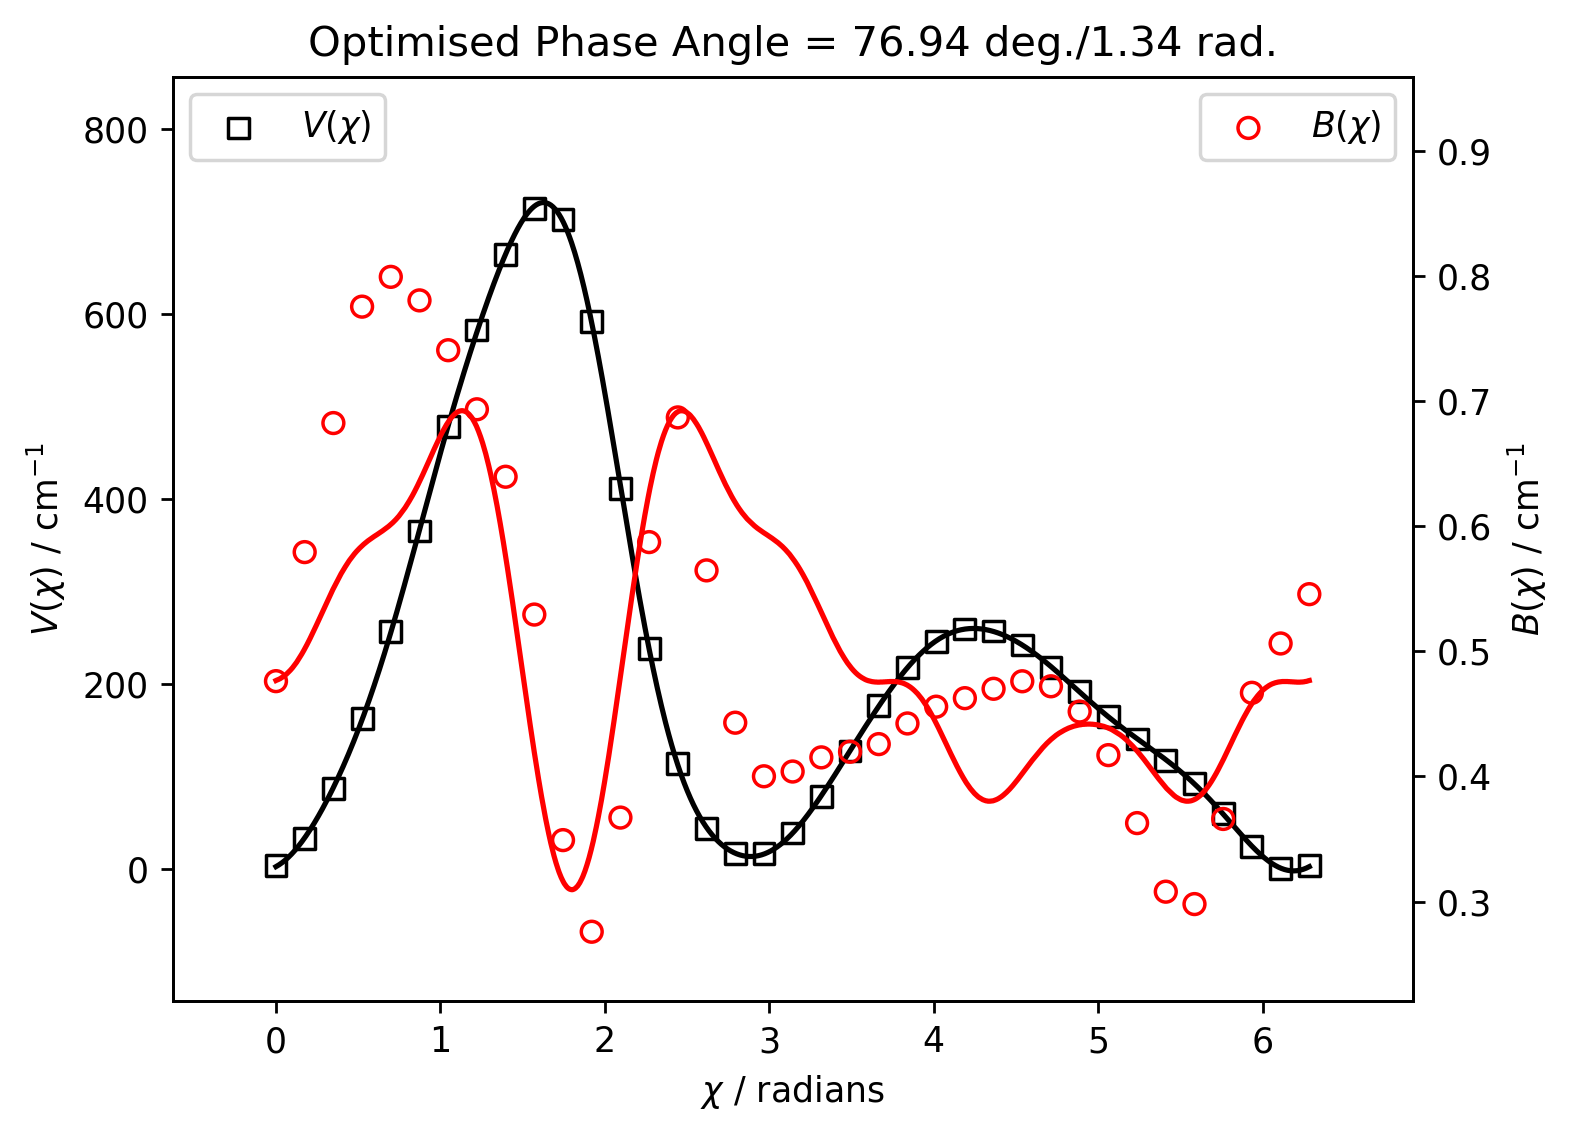 Optimised Phase Angle = 76.94 deg./1.34 rad.
V(χ)
B(χ)
800
600
400
200
0
V(χ) / cm⁻¹
0.9
0.8
0.7
0.6
0.5
0.4
0.3
B(χ) / cm⁻¹
0 1 2 3 4 5 6
χ / radians